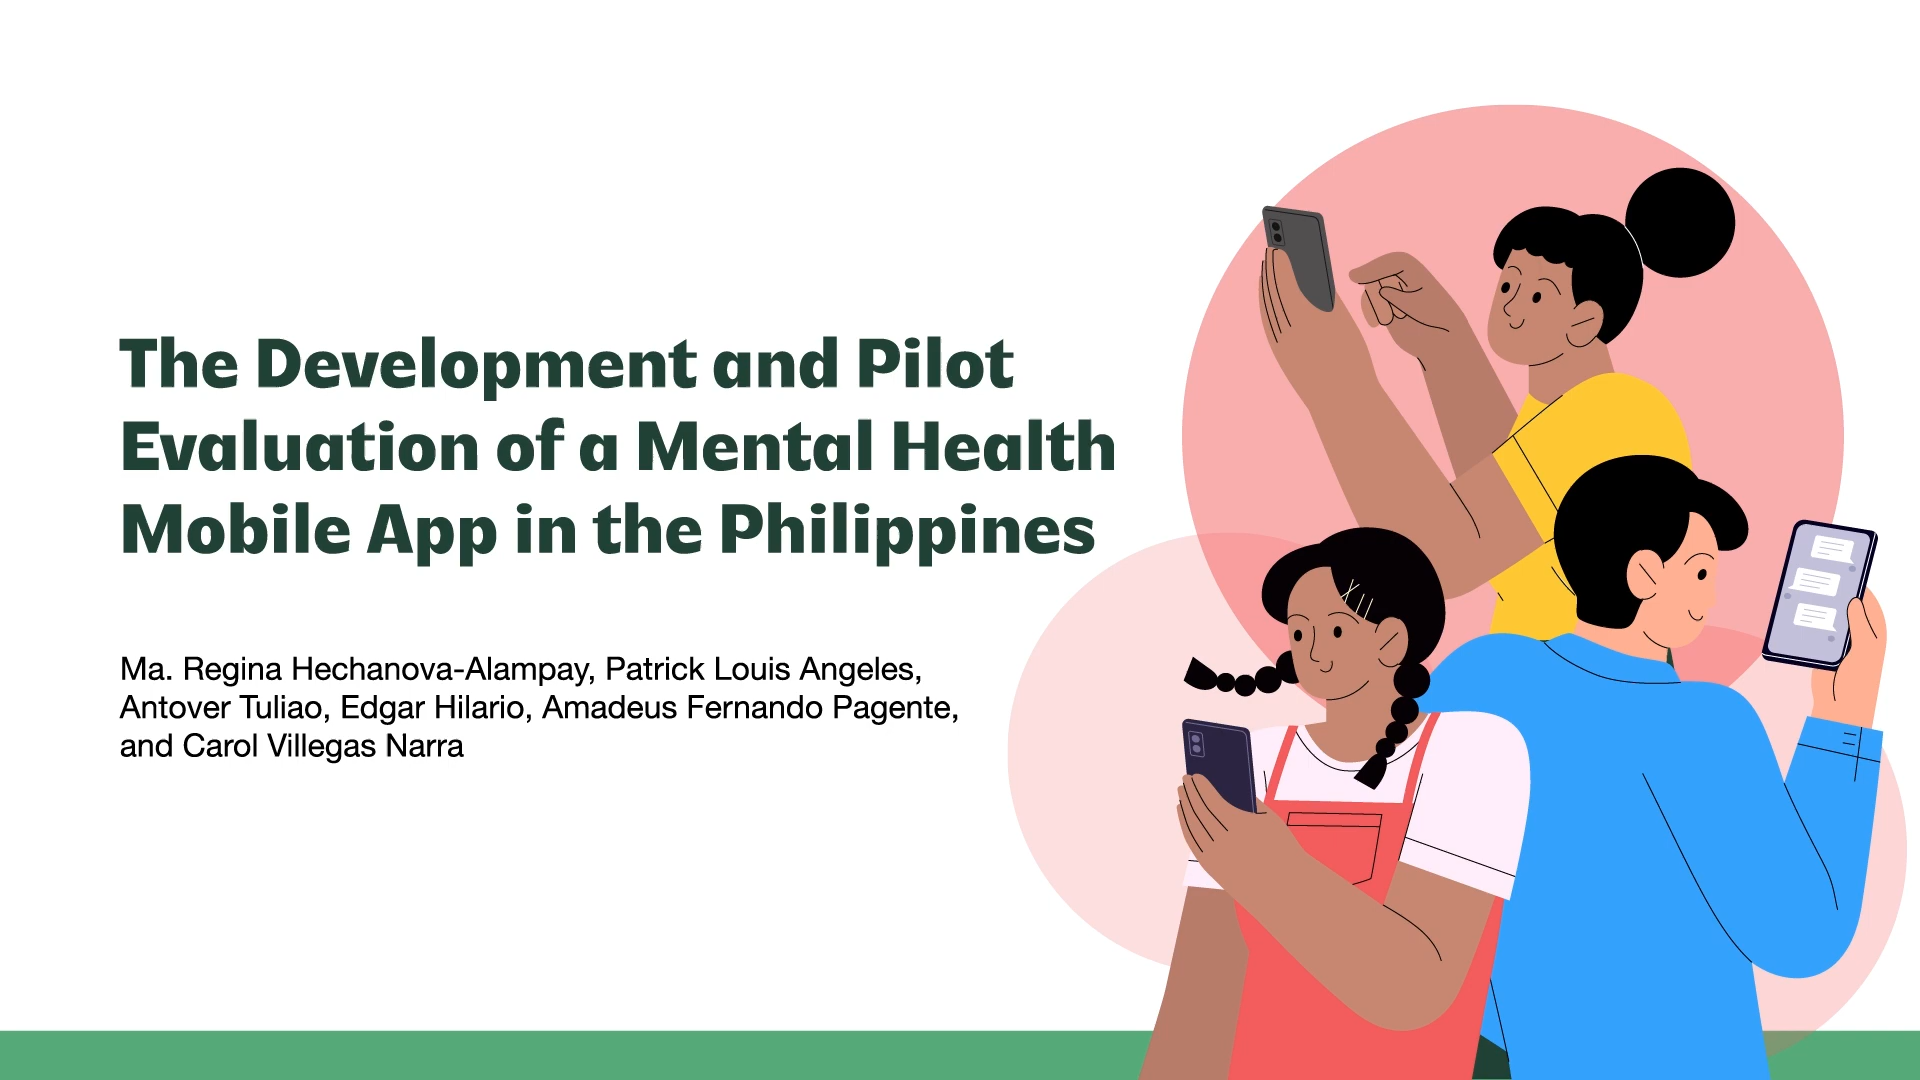 The Development and Pilot
Evaluation of a Mental Health
Mobile App in the Philippines
Ma. Regina Hechanova-Alampay, Patrick Louis Angeles,
Antover Tuliao, Edgar Hilario, Amadeus Fernando Pagente,
and Carol Villegas Narra